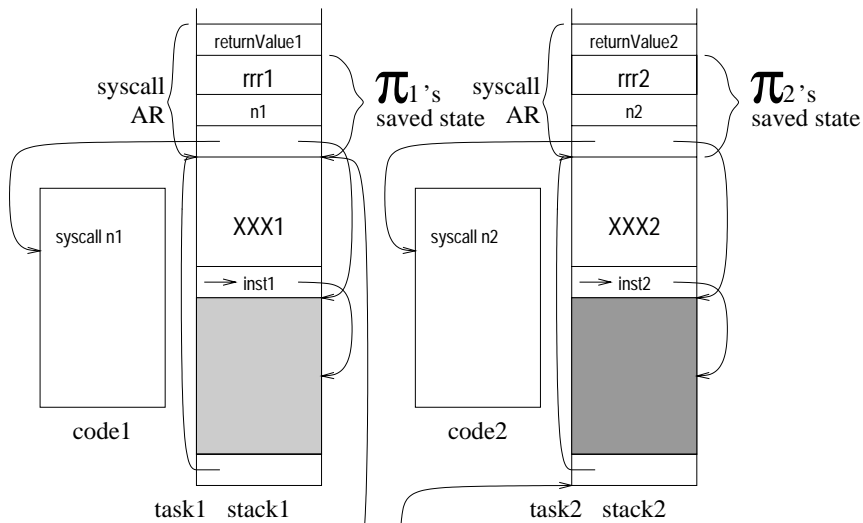 returnValue1
syscall
AR
rrr1
n1
π1's
saved state
syscall n1
XXX1
inst1
code1
task1 stack1
returnValue2
syscall
AR
rrr2
n2
π2's
saved state
syscall n2
XXX2
inst2
code2
task2 stack2